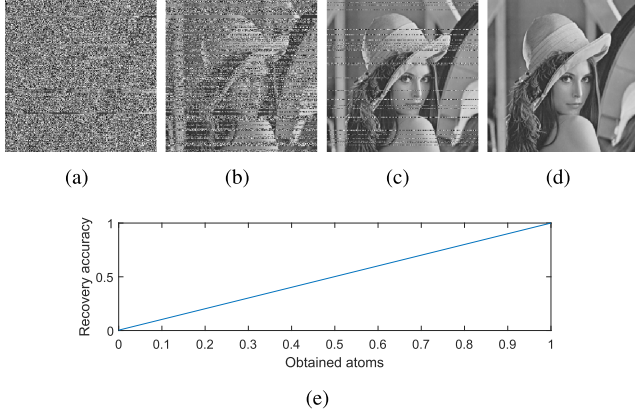 (a) (b) (c) (d)
Recovery accuracy
1
0.5
0
0 0.1 0.2 0.3 0.4 0.5 0.6 0.7 0.8 0.9 1
Obtained atoms
(e)